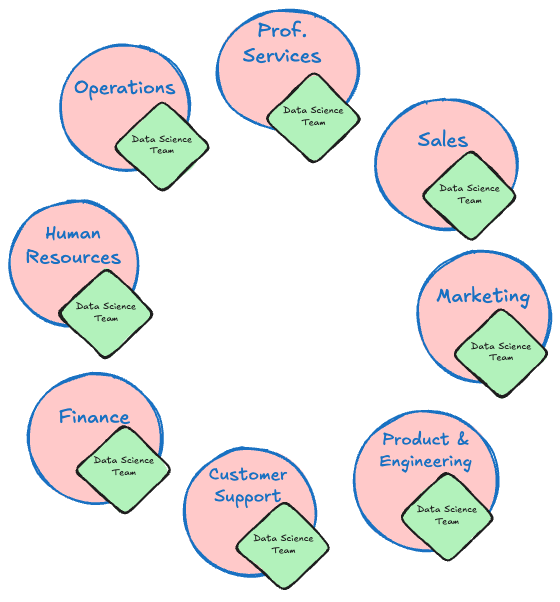 Prof.
Services
Data Science
Team
Operations
Data Science
Team
Sales
Data Science
Team
Human
Resources
Data Science
Team
Marketing
Data Science
Team
Finance
Data Science
Team
Product &
Engineering
Data Science
Team
Customer
Support
Data Science
Team